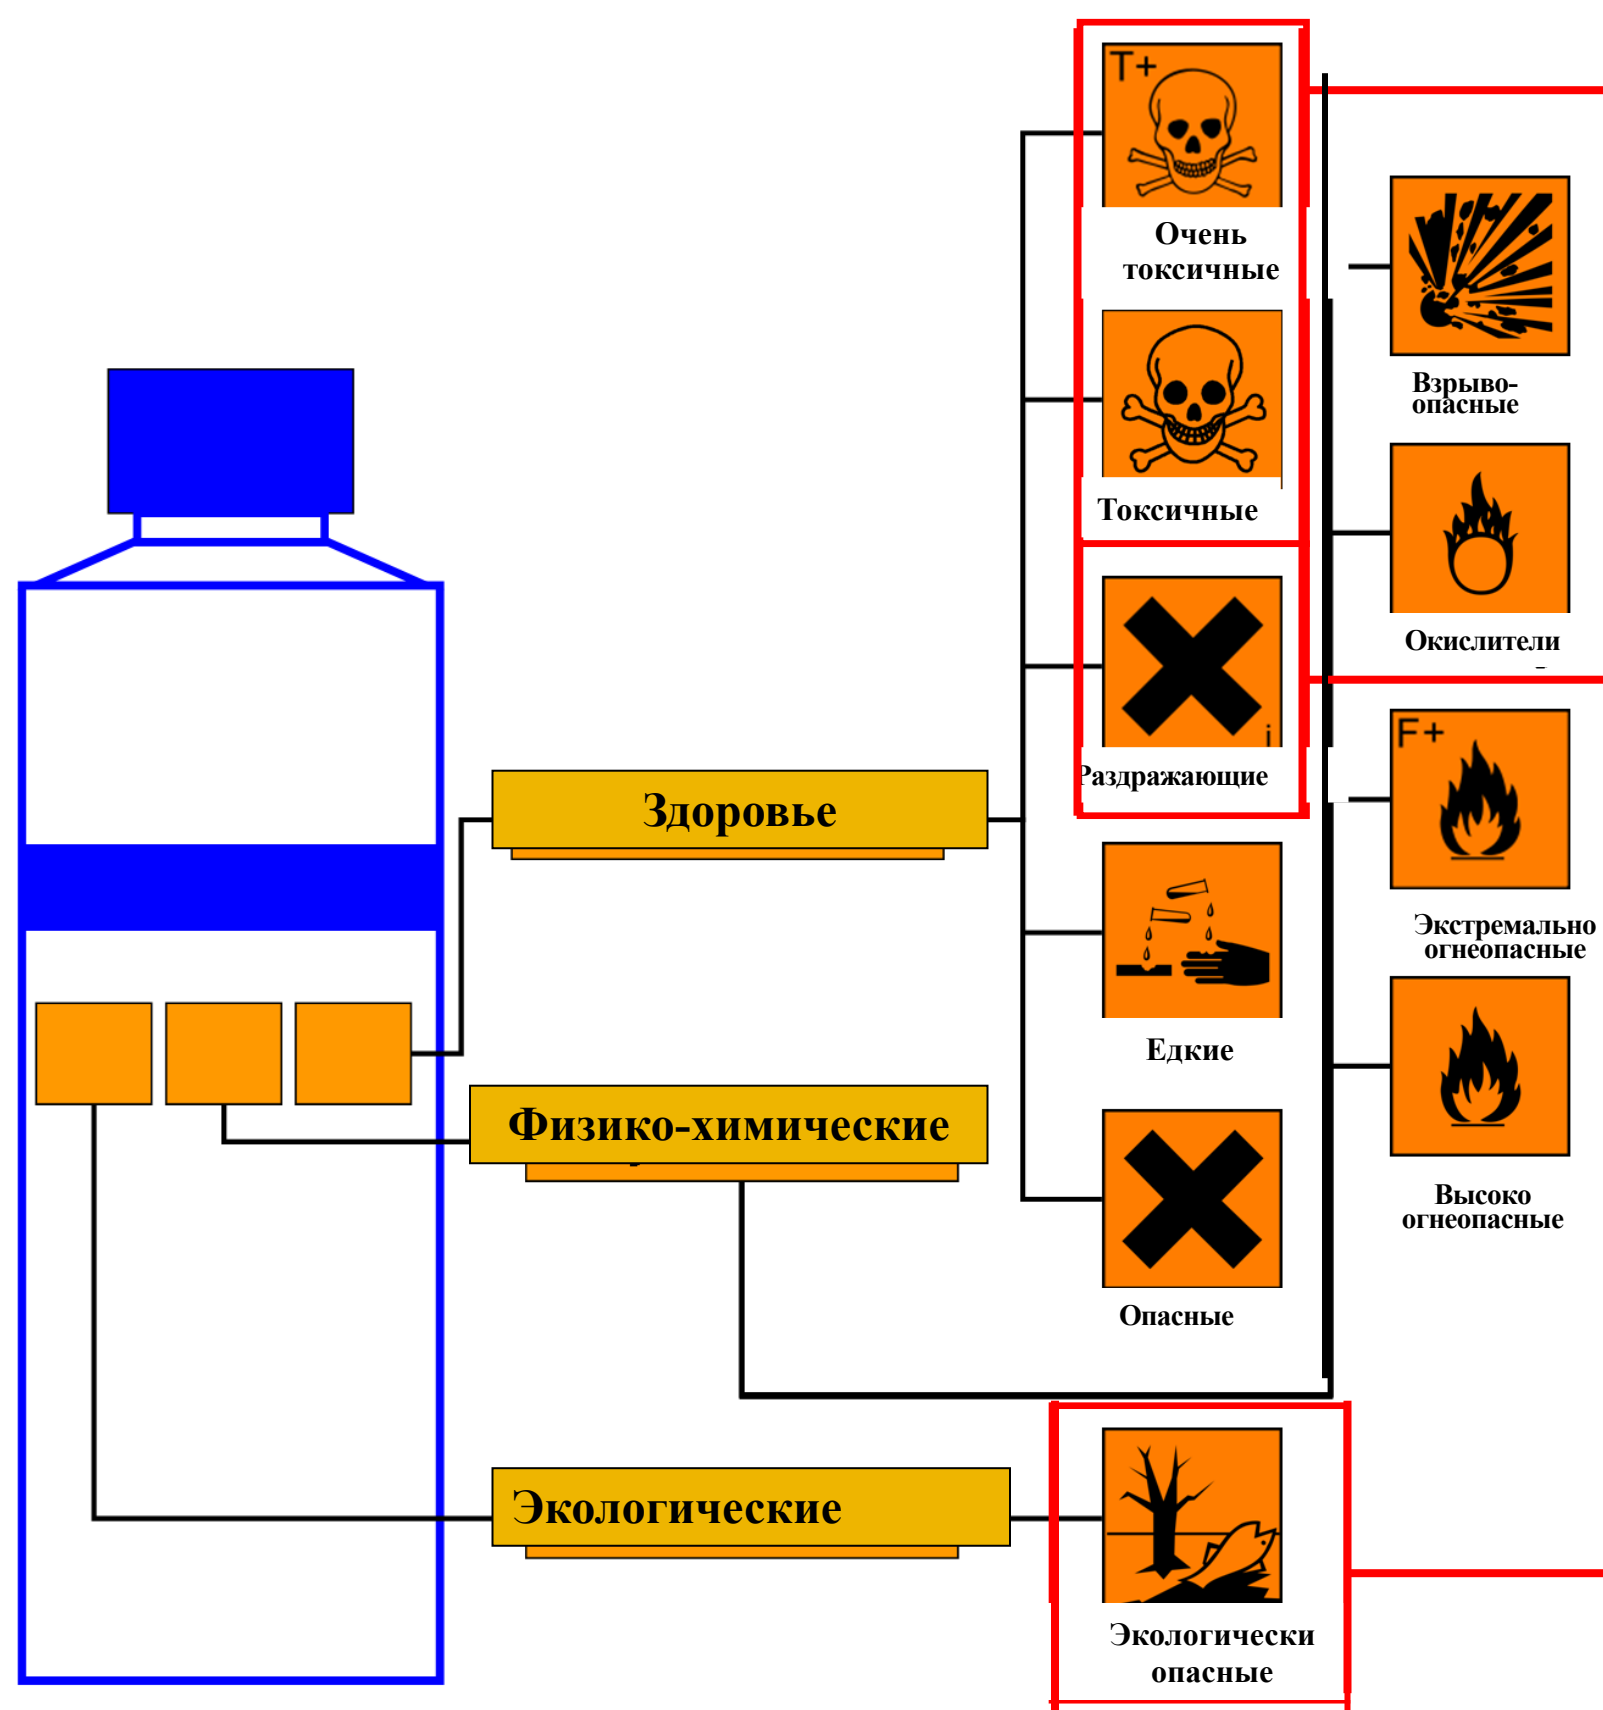 T+
Очень
токсичные
Токсичные
i
Раздражающие
Едкие
Опасные
Взрыво-
опасные
Окислители
F+
Экстремально
огнеопасные
Высоко
огнеопасные
Здоровье
Физико-химические
Экологические
Экологически
опасные